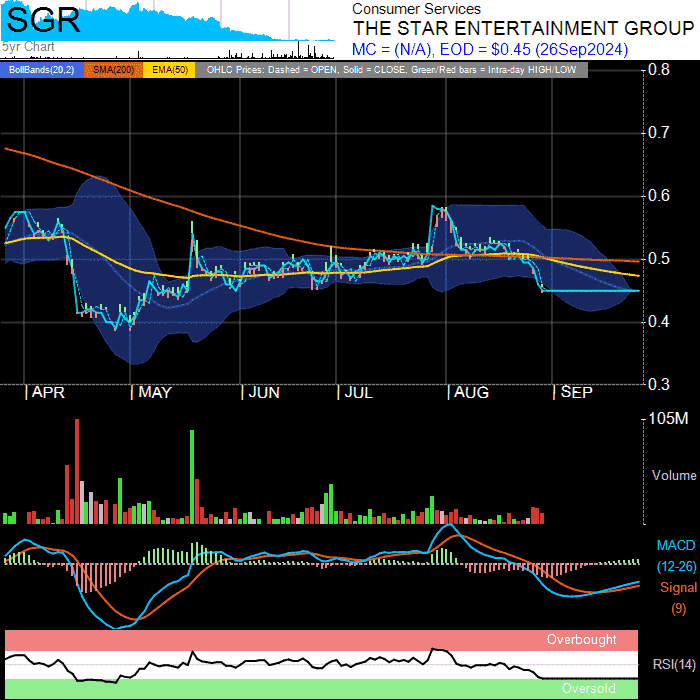 SGR
5yr Chart
Consumer Services
THE STAR ENTERTAINMENT GROUP
MC = (N/A), EOD = $0.45 (26Sep2024)
BollBands(20,2) SMA(200) EMA(50) OHLC Prices: Dashed = OPEN, Solid = CLOSE, Green/Red bars = Intra-day HIGH/LOW
0.8
0.7
0.6
0.5
0.4
0.3
APR MAY JUN JUL AUG SEP
105M
Volume
MACD
(12-26)
Signal
(9)
Overbought
RSI(14)
Oversold